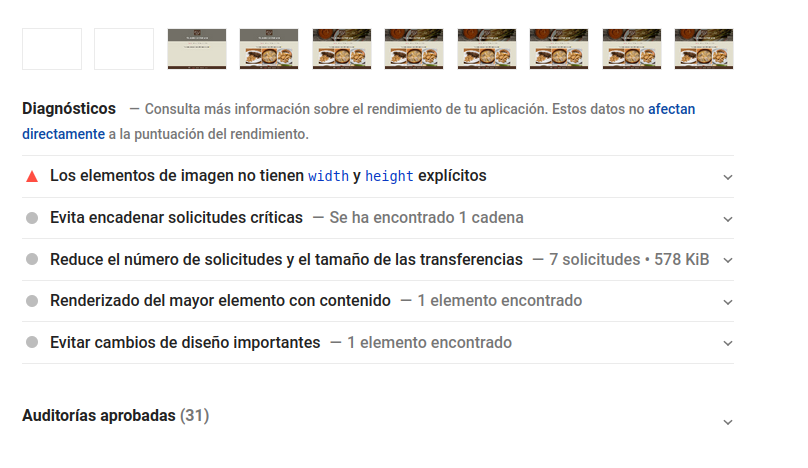 Diagnósticos — Consulta más información sobre el rendimiento de tu aplicación. Estos datos no afectan
directamente a la puntuación del rendimiento.
Los elementos de imagen no tienen width y height explícitos
Evita encadenar solicitudes críticas — Se ha encontrado 1 cadena
Reduce el número de solicitudes y el tamaño de las transferencias — 7 solicitudes • 578 KiB
Renderizado del mayor elemento con contenido — 1 elemento encontrado
Evitar cambios de diseño importantes — 1 elemento encontrado
Auditorías aprobadas (31)